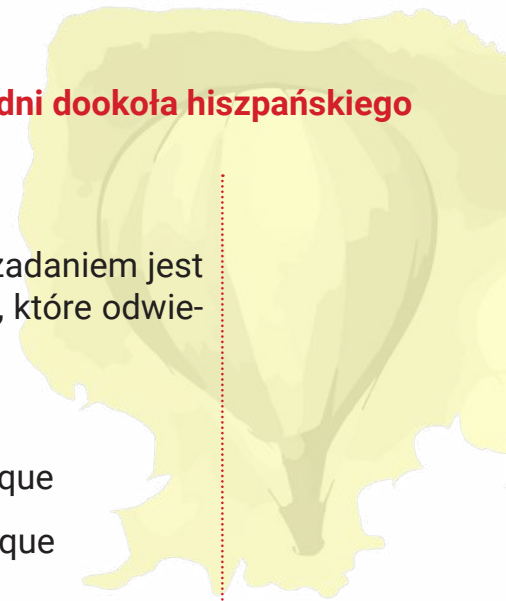 dni dookoła hiszpańskiego
zadaniem jest
, które odwie-
que
que